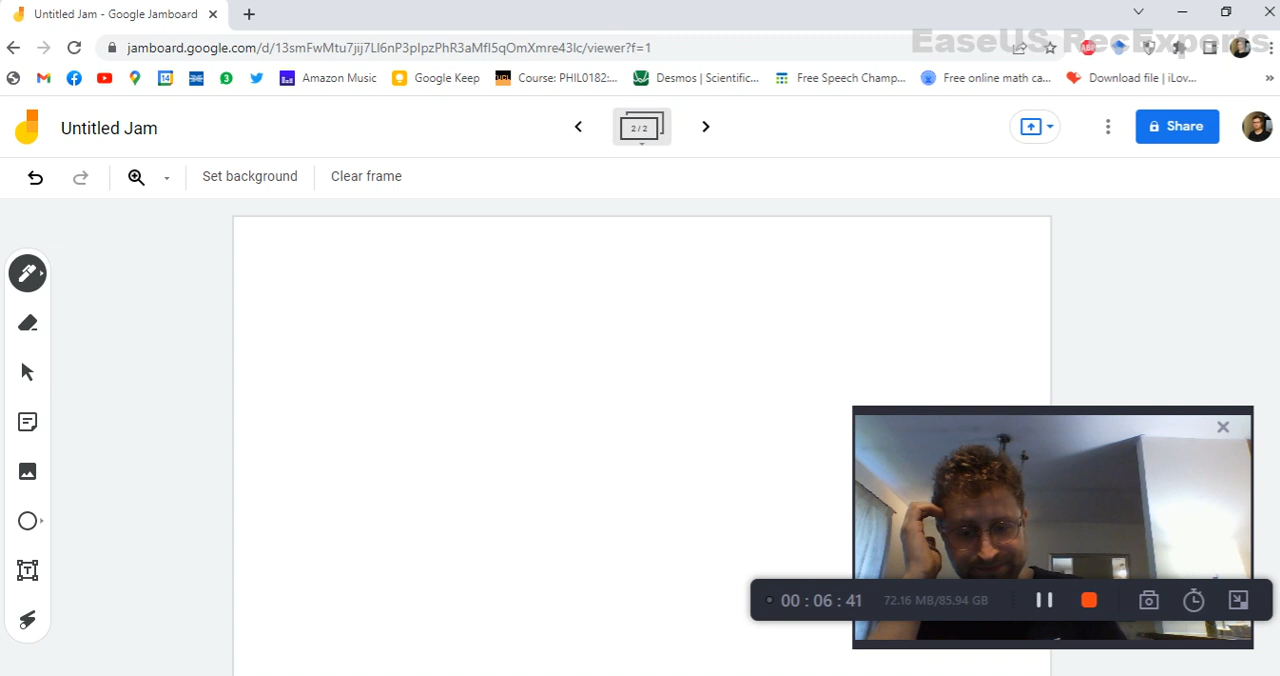 Untitled Jam - Google Jamboard
EaseUS RecExperts
jamboard.google.com/d/13smFwMtu7jij7Ll6nP3pIpzPhR3aMfI5qOmXmre43Ic/viewer?f=1
Amazon Music Google Keep Course: PHIL0182:... Desmos | Scientific... Free Speech Champ... Free online math ca... Download file | iLov... »
Untitled Jam
2 / 2
Share
Set background Clear frame
00 : 06 : 41 72.16 MB/85.94 GB